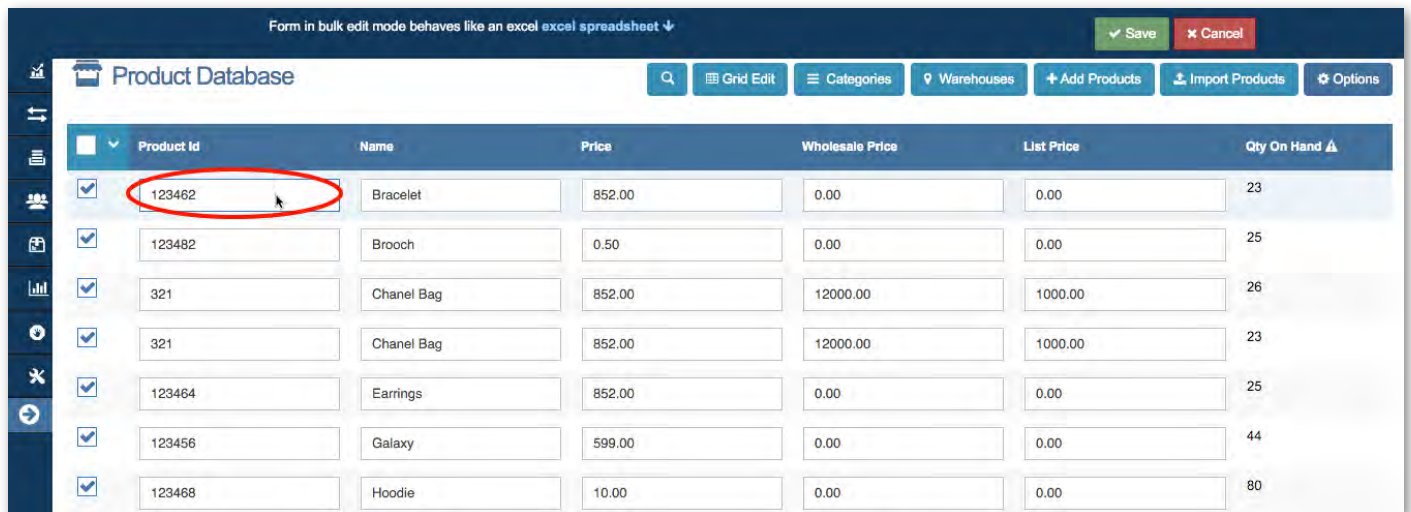 Form in bulk edit mode behaves like an excel excel spreadsheet
Save
Cancel
Product Database
Grid Edit
Categories
Warehouses
Add Products
Import Products
Options
Product Id Name Price Wholesale Price List Price Qty On Hand
123462 Bracelet 852.00 0.00 0.00 23
123482 Brooch 0.50 0.00 0.00 25
321 Chanel Bag 852.00 12000.00 1000.00 26
321 Chanel Bag 852.00 12000.00 1000.00 23
123464 Earrings 852.00 0.00 0.00 25
123456 Galaxy 599.00 0.00 0.00 44
123468 Hoodie 10.00 0.00 0.00 80